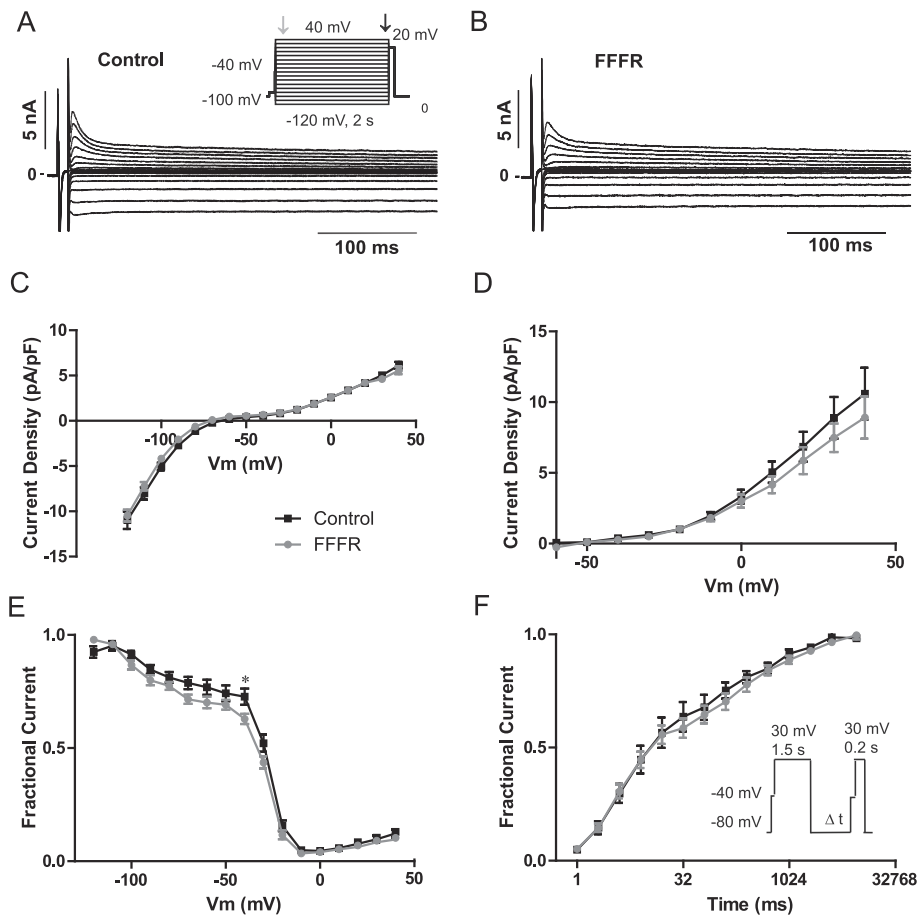 A
Control
40 mV
20 mV
-40 mV
-100 mV
0
-120 mV, 2 s
5 nA
0 -
100 ms
B
FFFR
5 nA
0 -
100 ms
C
Current Density (pA/pF)
10
5
0
-5
-10
-15
-100
-50
0
50
Vm (mV)
Control
FFFR
D
Current Density (pA/pF)
15
10
5
0
-50
0
50
Vm (mV)
E
Fractional Current
1.0
0.5
0.0
*
-100
-50
0
Vm (mV)
F
Fractional Current
1.0
0.5
0.0
30 mV
1.5 s
30 mV
0.2 s
-40 mV
-80 mV
Δ t
1
32
1024
32768
Time (ms)